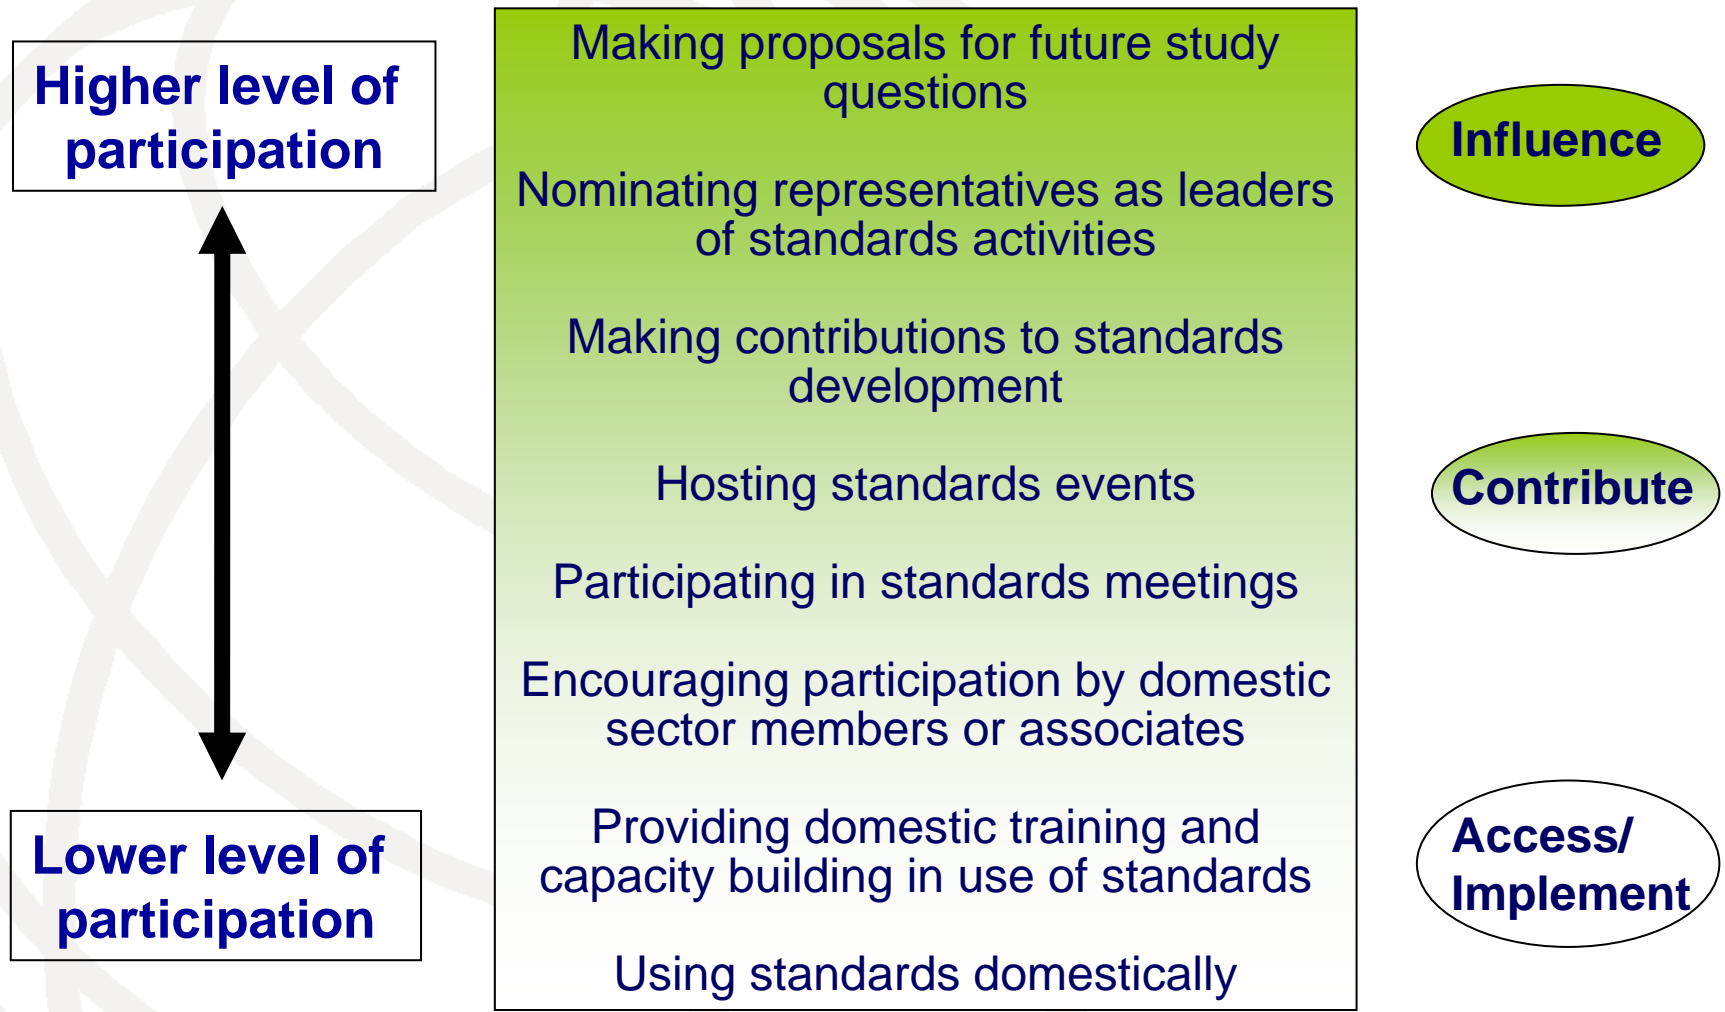 Higher level of
participation
Lower level of
participation
Making proposals for future study
questions
Nominating representatives as leaders
of standards activities
Making contributions to standards
development
Hosting standards events
Participating in standards meetings
Encouraging participation by domestic
sector members or associates
Providing domestic training and
capacity building in use of standards
Using standards domestically
Influence
Contribute
Access/
Implement